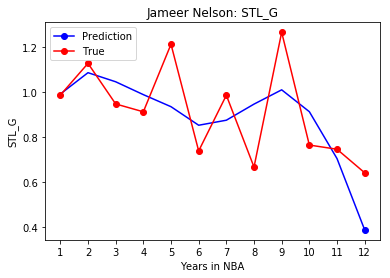 Jameer Nelson: STL_G
Prediction
True
STL_G
1.2
1.0
0.8
0.6
0.4
1 2 3 4 5 6 7 8 9 10 11 12
Years in NBA